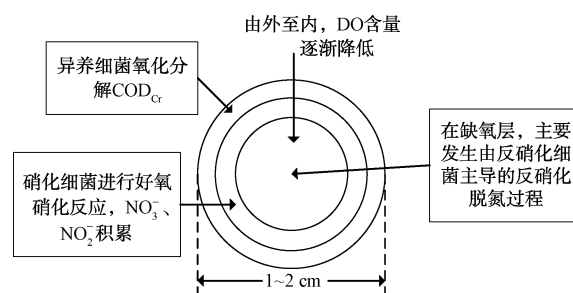 由外至内，DO含量
逐渐降低
异养细菌氧化分
解COD_Cr
在缺氧层，主要
发生由反硝化细
菌主导的反硝化
脱氮过程
硝化细菌进行好氧
硝化反应，NO₃⁻、
NO₂⁻积累
1~2 cm